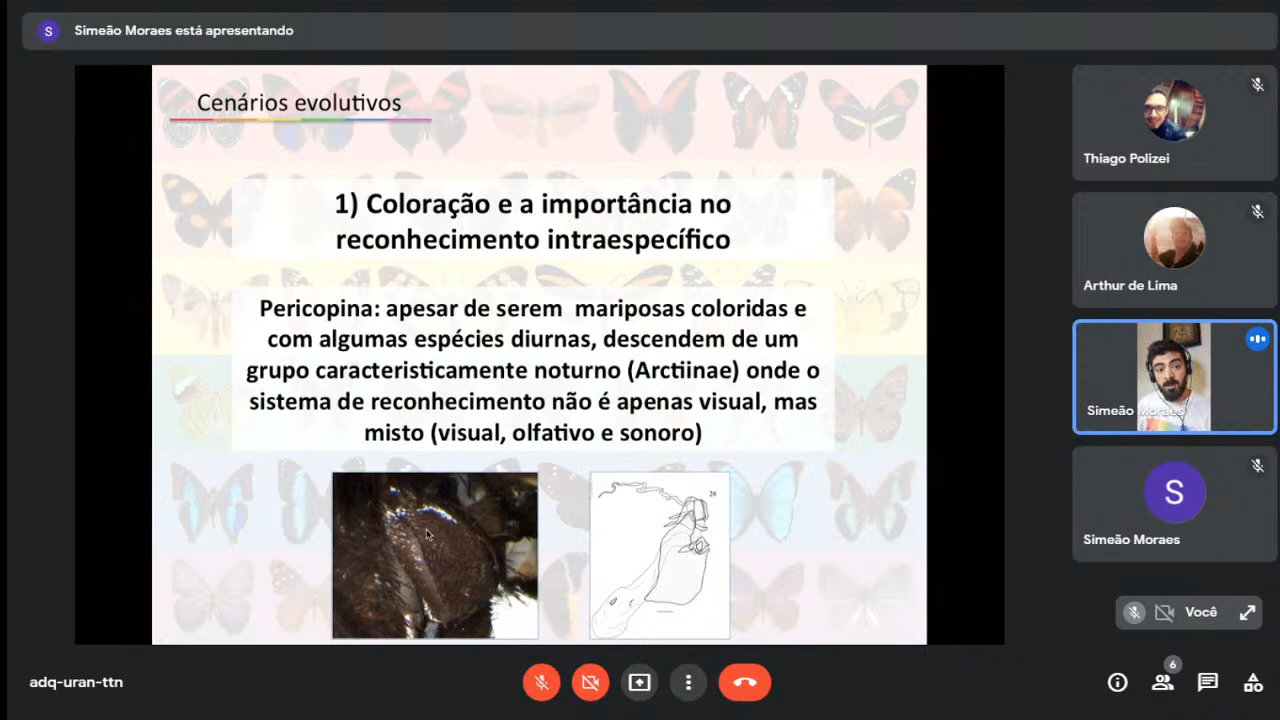 S
Simeão Moraes está apresentando
Cenários evolutivos
1) Coloração e a importância no
reconhecimento intraespecífico
Pericopina: apesar de serem mariposas coloridas e
com algumas espécies diurnas, descendem de um
grupo caracteristicamente noturno (Arctiinae) onde o
sistema de reconhecimento não é apenas visual, mas
misto (visual, olfativo e sonoro)
Thiago Polizei
Arthur de Lima
Simeão Moraes
S
Simeão Moraes
Você
adq-uran-ttn
6